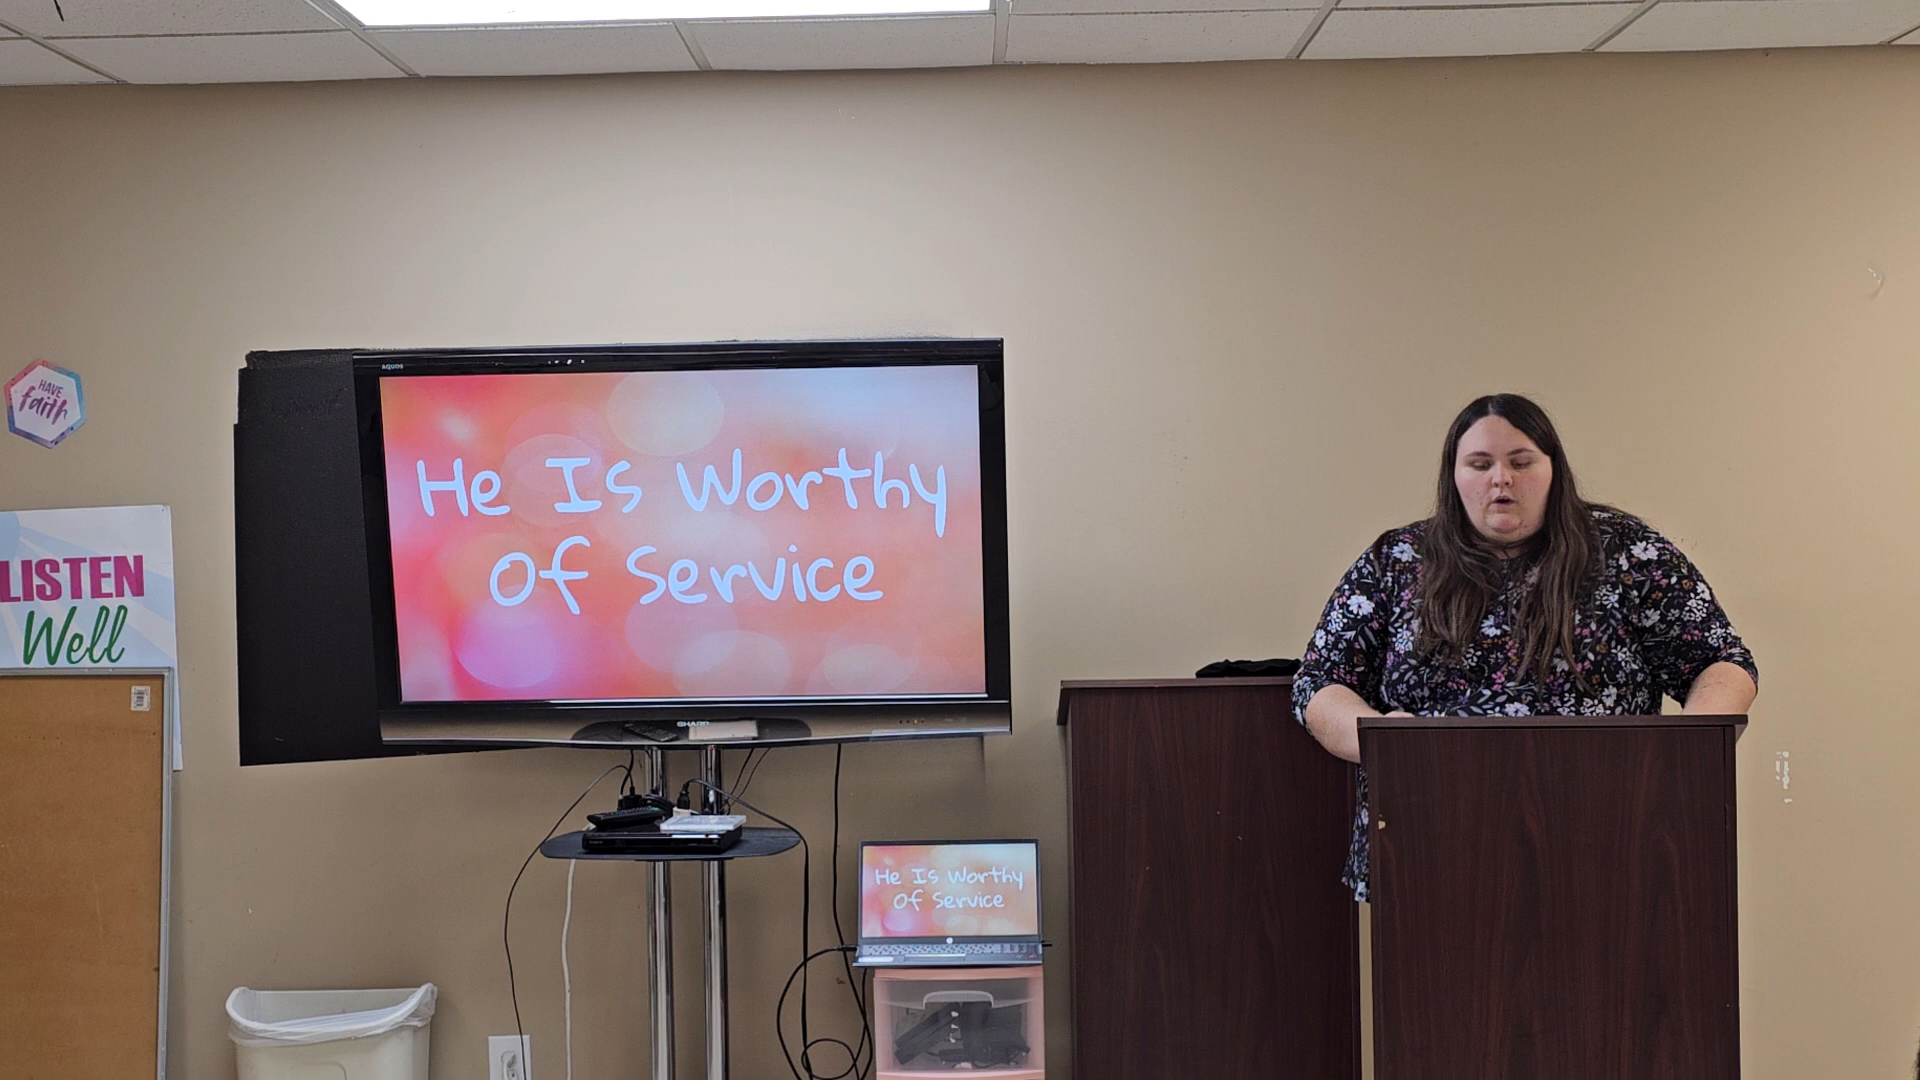 HAVE
faith
LISTEN
Well
AQUOS
He Is Worthy
Of Service
SHARP
He Is Worthy
Of Service